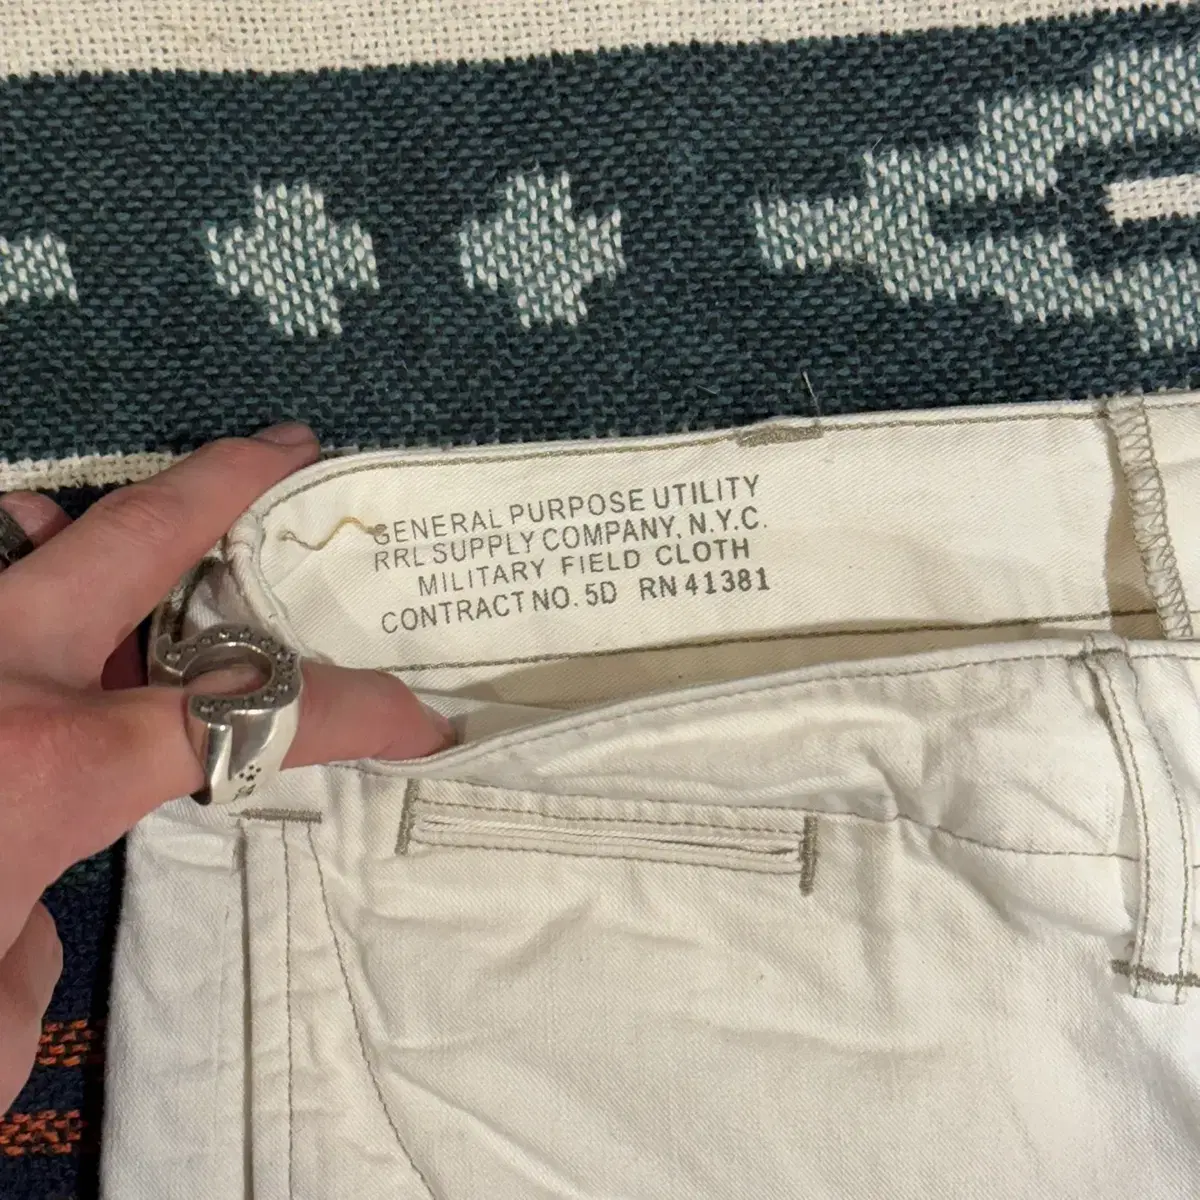 GENERAL PURPOSE UTILITY
RRL SUPPLY COMPANY, N.Y.C.
MILITARY FIELD CLOTH
CONTRACT NO. 5D RN 41381